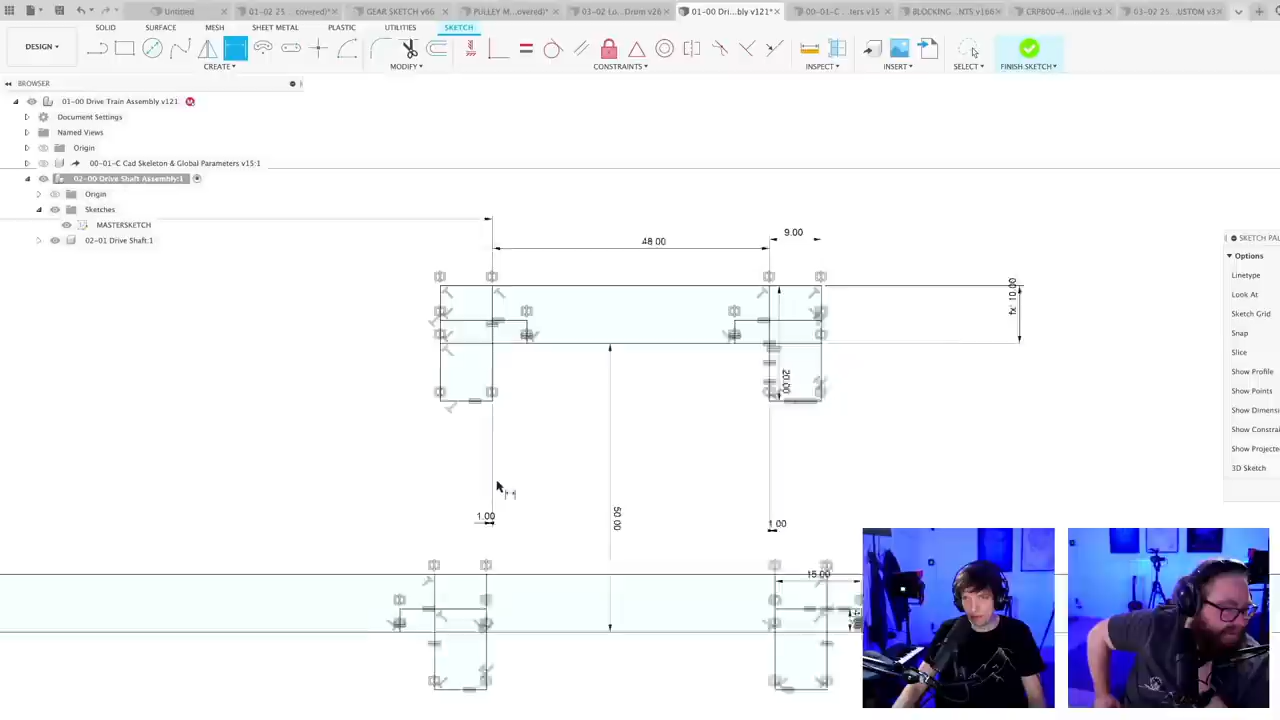 Untitled
01-02 25 ... covered)*
GEAR SKETCH v66
PULLEY M...overed)*
03-02 Lo...Drum v26
01-00 Dri...bly v121*
00-01-C ...ters v15
BLOCKING...NTS v16
CRP800-4...indle v3
03-02 25...USTOM v3
SOLID
SURFACE
MESH
SHEET METAL
PLASTIC
UTILITIES
SKETCH
DESIGN
CREATE
MODIFY
CONSTRAINTS
INSPECT
INSERT
SELECT
FINISH SKETCH
BROWSER
01-00 Drive Train Assembly v121
Document Settings
Named Views
Origin
00-01-C Cad Skeleton & Global Parameters v15:1
02-00 Drive Shaft Assembly:1
Origin
Sketches
MASTERSKETCH
02-01 Drive Shaft:1
48.00
9.00
fx: 10.00
20.00
50.00
1.00
1.00
15.00
SKETCH PAL
Options
Linetype
Look At
Sketch Grid
Snap
Slice
Show Profile
Show Points
Show Dimens
Show Constrai
Show Projecte
3D Sketch